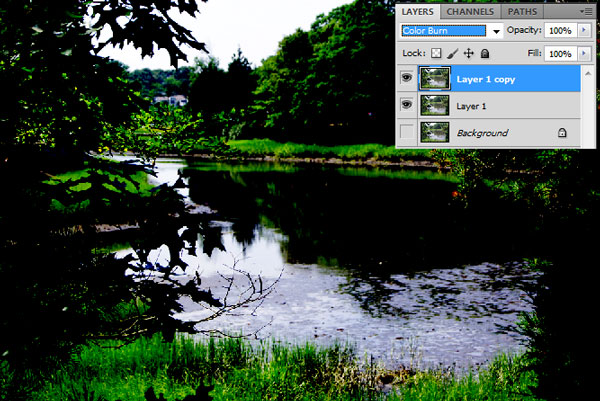 LAYERS CHANNELS PATHS
Color Burn Opacity: 100%
Lock: Fill: 100%
Layer 1 copy
Layer 1
Background